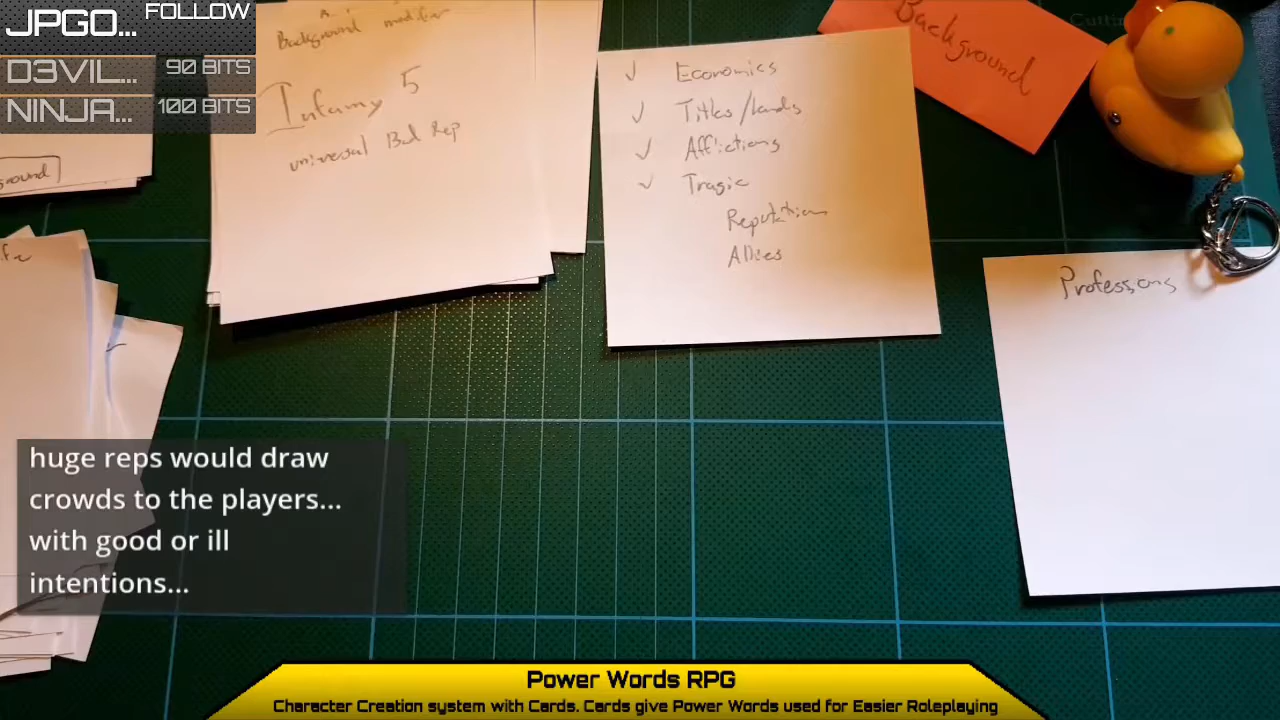 JPGO... FOLLOW
D3VIL... 90 BITS
NINJA... 100 BITS
Background modifier
Infamy 5
universal Bad Rep
✓ Economics
✓ Titles/lands
✓ Afflictions
✓ Tragic
Reputation
Allies
Background
Cutting
Professions
huge reps would draw
crowds to the players...
with good or ill
intentions...
Power Words RPG
Character Creation system with Cards. Cards give Power Words used for Easier Roleplaying